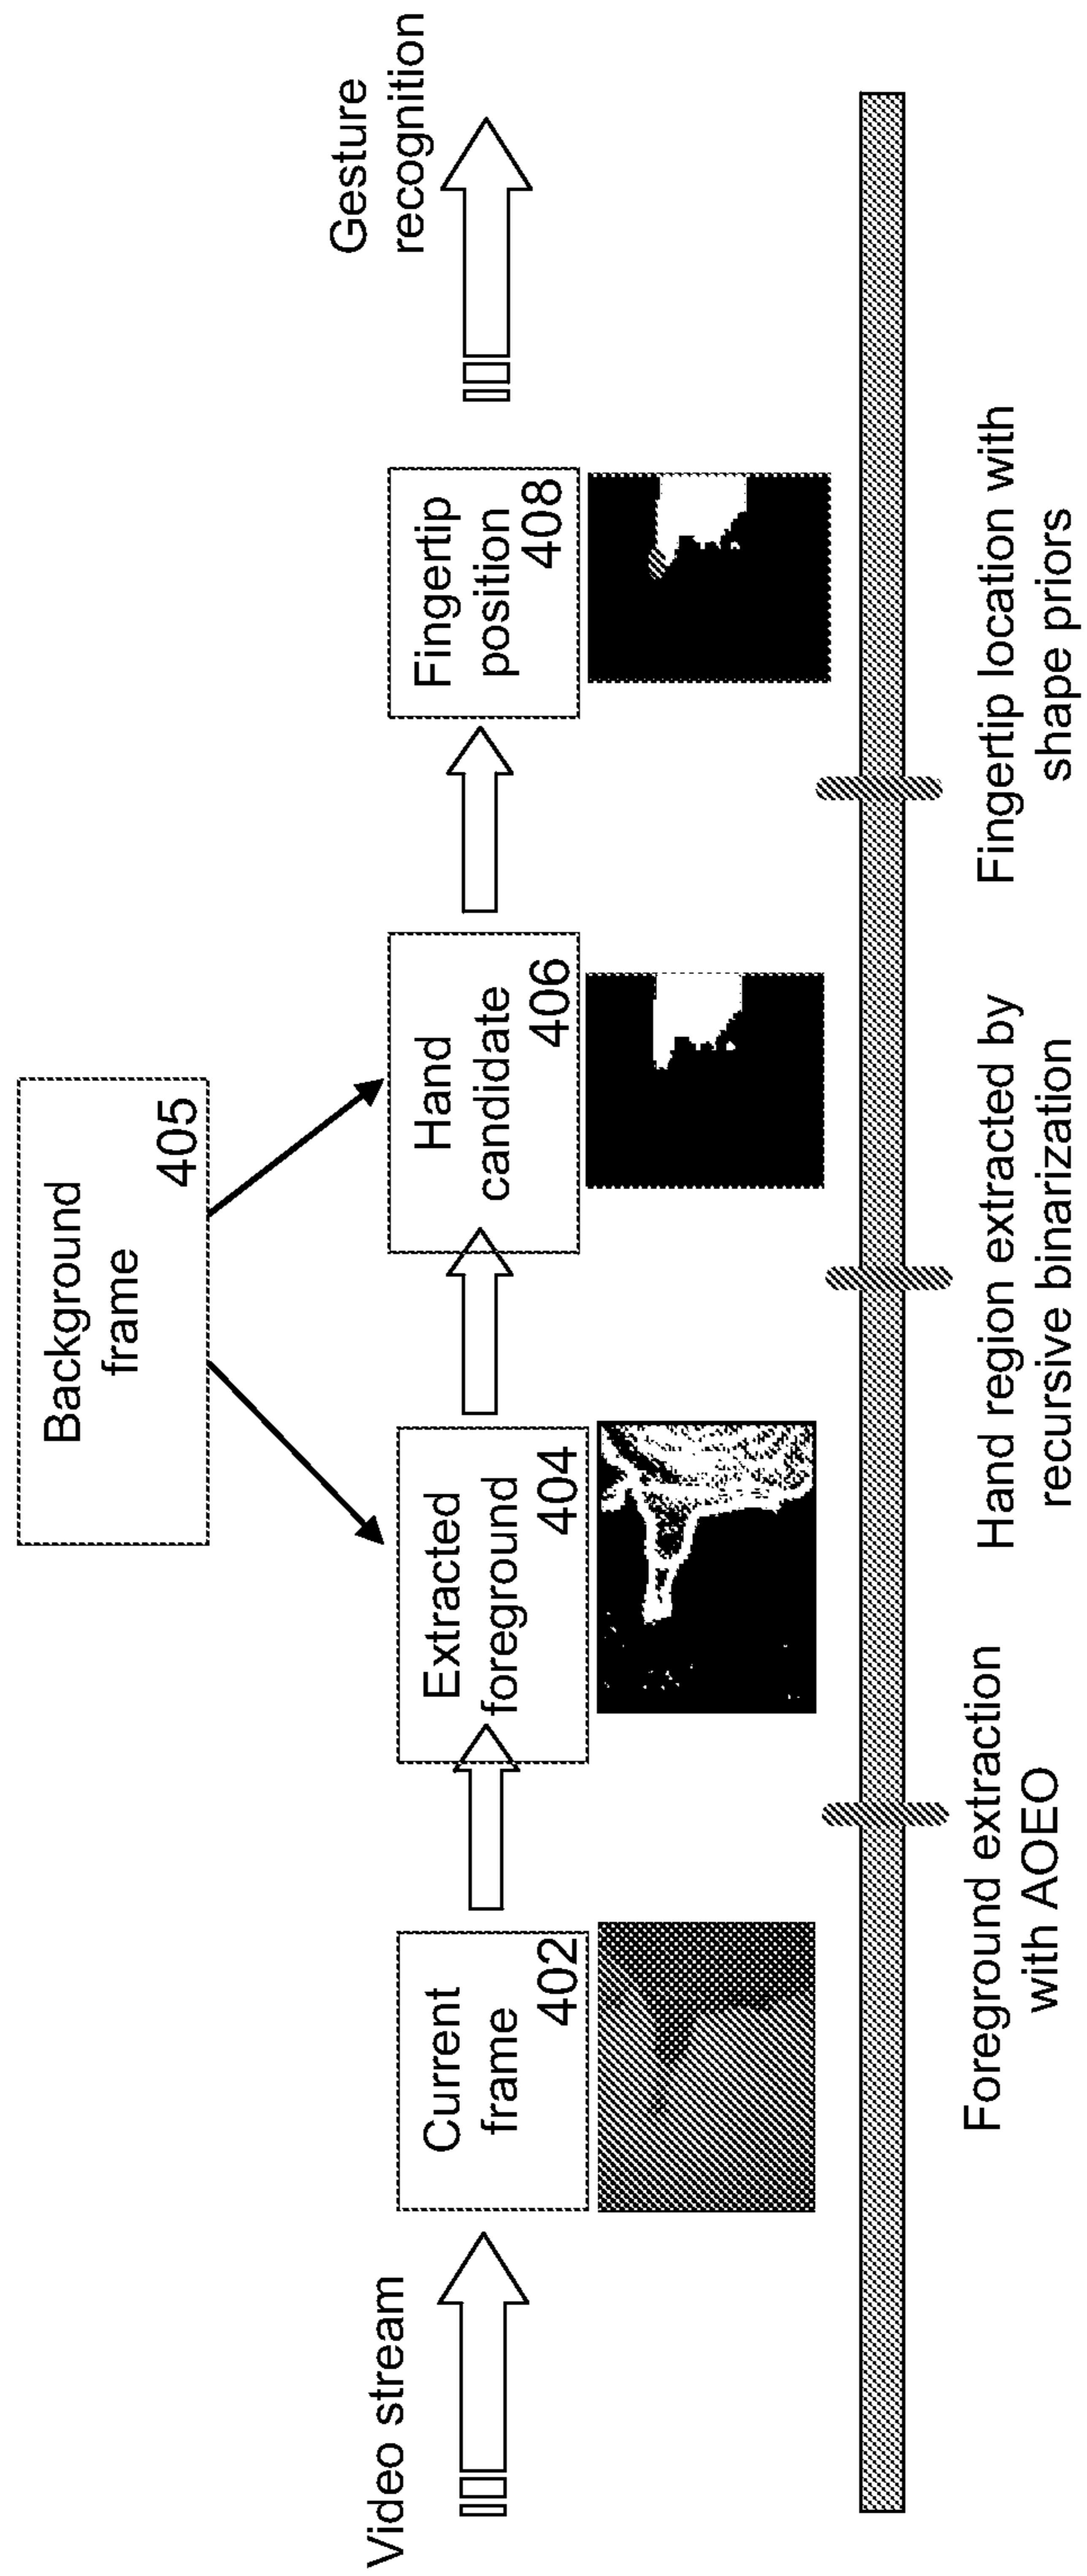 Background
frame
405
Video stream
Current
frame
402
Extracted
foreground
404
Hand
candidate
406
Fingertip
position
408
Gesture
recognition
Foreground extraction
with AOEO
Hand region extracted by
recursive binarization
Fingertip location with
shape priors